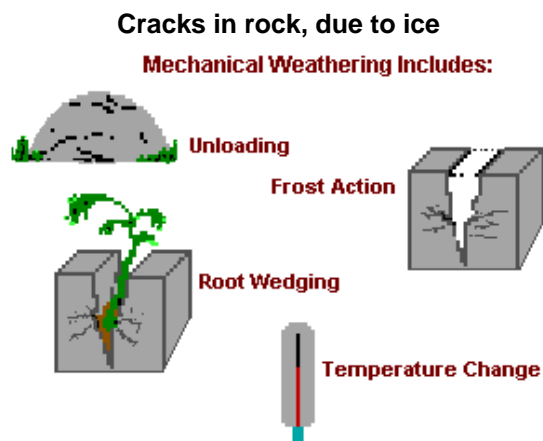 Cracks in rock, due to ice
Mechanical Weathering Includes:
Unloading
Frost Action
Root Wedging
Temperature Change